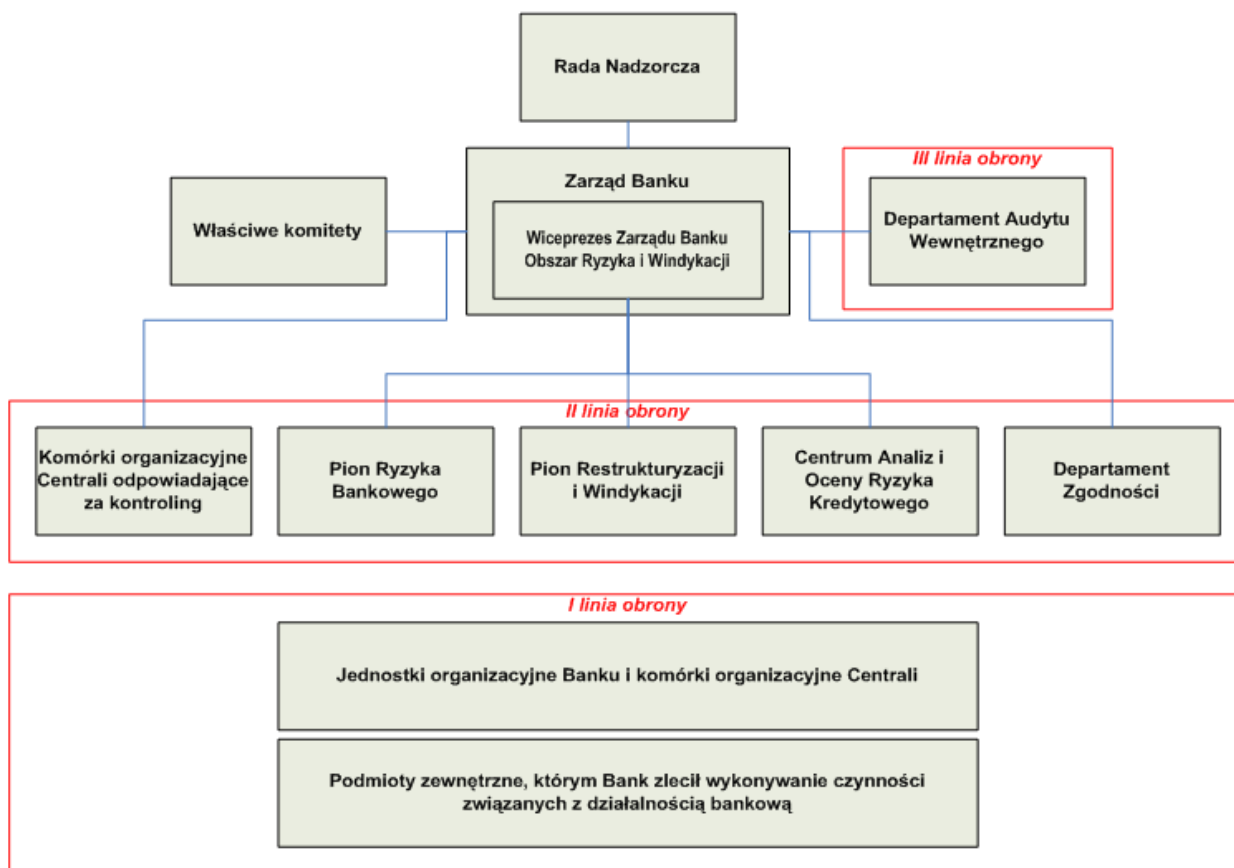 Rada Nadzorcza
III linia obrony
Zarząd Banku
Właściwe komitety
Wiceprezes Zarządu Banku
Obszar Ryzyka i Windykacji
Departament Audytu
Wewnętrznego
II linia obrony
Komórki organizacyjne
Centrali odpowiadające
za kontroling
Pion Ryzyka
Bankowego
Pion Restrukturyzacji
i Windykacji
Centrum Analiz i
Oceny Ryzyka
Kredytowego
Departament
Zgodności
I linia obrony
Jednostki organizacyjne Banku i komórki organizacyjne Centrali
Podmioty zewnętrzne, którym Bank zlecił wykonywanie czynności
związanych z działalnością bankową